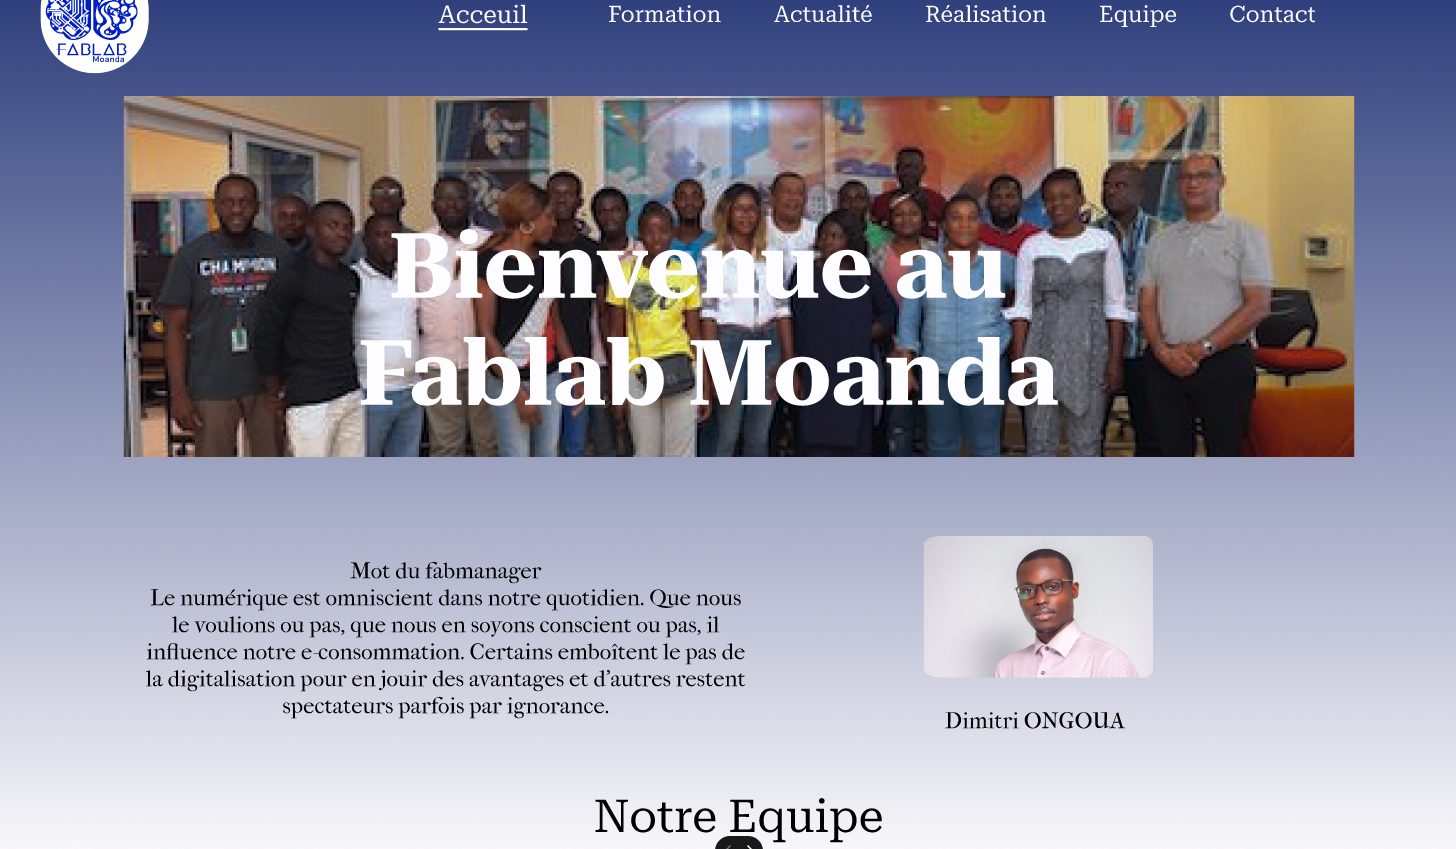 FABLAB
Moanda
Acceuil Formation Actualité Réalisation Equipe Contact
CHAMPION
Bienvenue au
Fablab Moanda
Mot du fabmanager
Le numérique est omniscient dans notre quotidien. Que nous
le voulions ou pas, que nous en soyons conscient ou pas, il
influence notre e-consommation. Certains emboîtent le pas de
la digitalisation pour en jouir des avantages et d’autres restent
spectateurs parfois par ignorance.
Dimitri ONGOUA
Notre Equipe